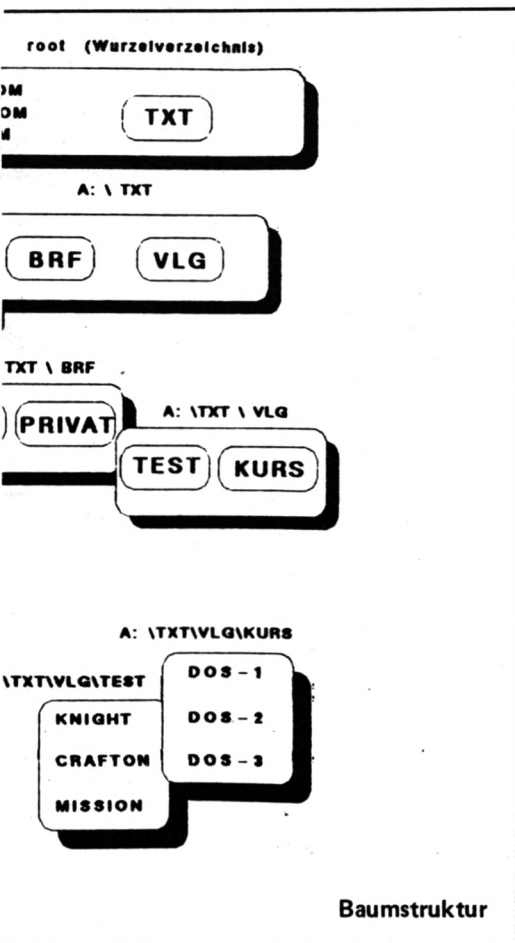 root (Wurzelverzeichnis)
OM
TXT
A: \ TXT
BRF VLG
TXT \ BRF
PRIVAT
A: \TXT \ VLG
TEST KURS
A: \TXT\VLG\KURS
\TXT\VLG\TEST
DOS-1
KNIGHT DOS-2
CRAFTON DOS-3
MISSION
Baumstruktur